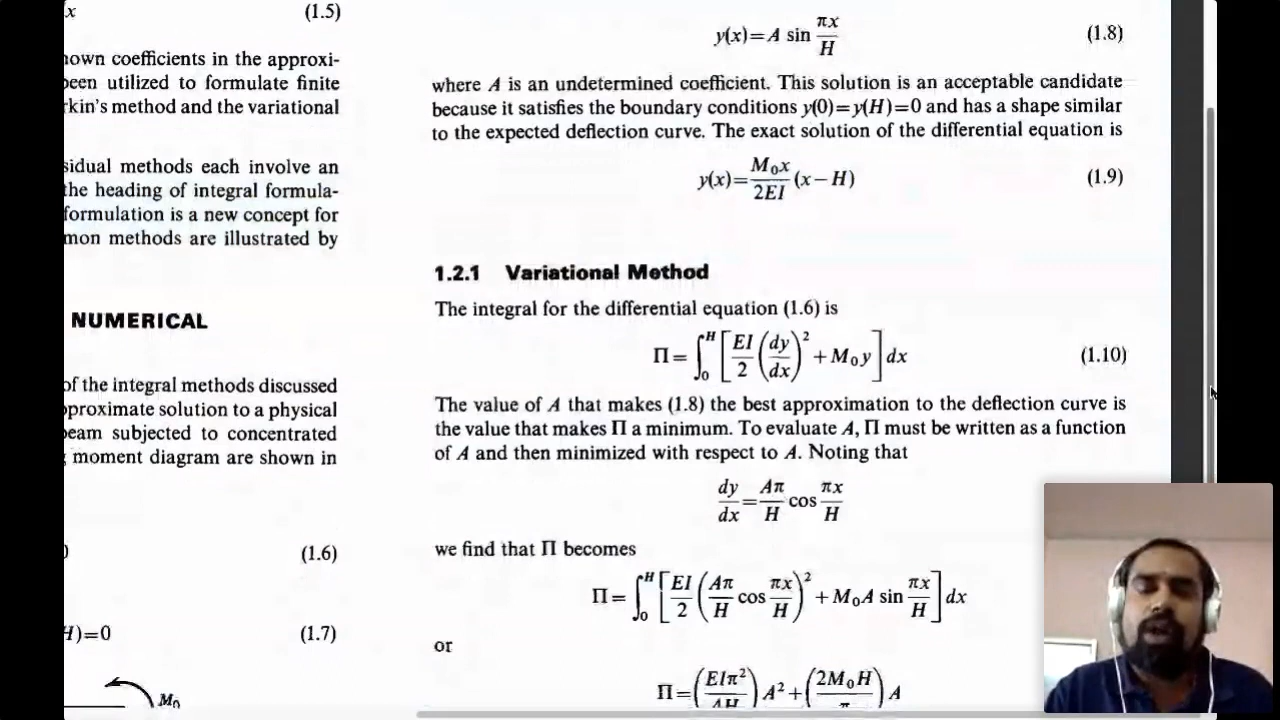 x (1.5)
own coefficients in the approxi-
been utilized to formulate finite
rkin's method and the variational
sidual methods each involve an
the heading of integral formula-
formulation is a new concept for
mon methods are illustrated by
NUMERICAL
of the integral methods discussed
proximate solution to a physical
beam subjected to concentrated
moment diagram are shown in
(1.6)
H)=0 (1.7)
M₀
y(x)=A sin πx/H (1.8)
where A is an undetermined coefficient. This solution is an acceptable candidate
because it satisfies the boundary conditions y(0)=y(H)=0 and has a shape similar
to the expected deflection curve. The exact solution of the differential equation is
y(x)=M₀x/2EI (x−H) (1.9)
1.2.1 Variational Method
The integral for the differential equation (1.6) is
Π=∫₀ᴴ[EI/2 (dy/dx)²+M₀y]dx (1.10)
The value of A that makes (1.8) the best approximation to the deflection curve is
the value that makes Π a minimum. To evaluate A, Π must be written as a function
of A and then minimized with respect to A. Noting that
dy/dx=Aπ/H cos πx/H
we find that Π becomes
Π=∫₀ᴴ[EI/2 (Aπ/H cos πx/H)²+M₀A sin πx/H]dx
or
Π=(EIπ²/4H)A²+(2M₀H/π)A